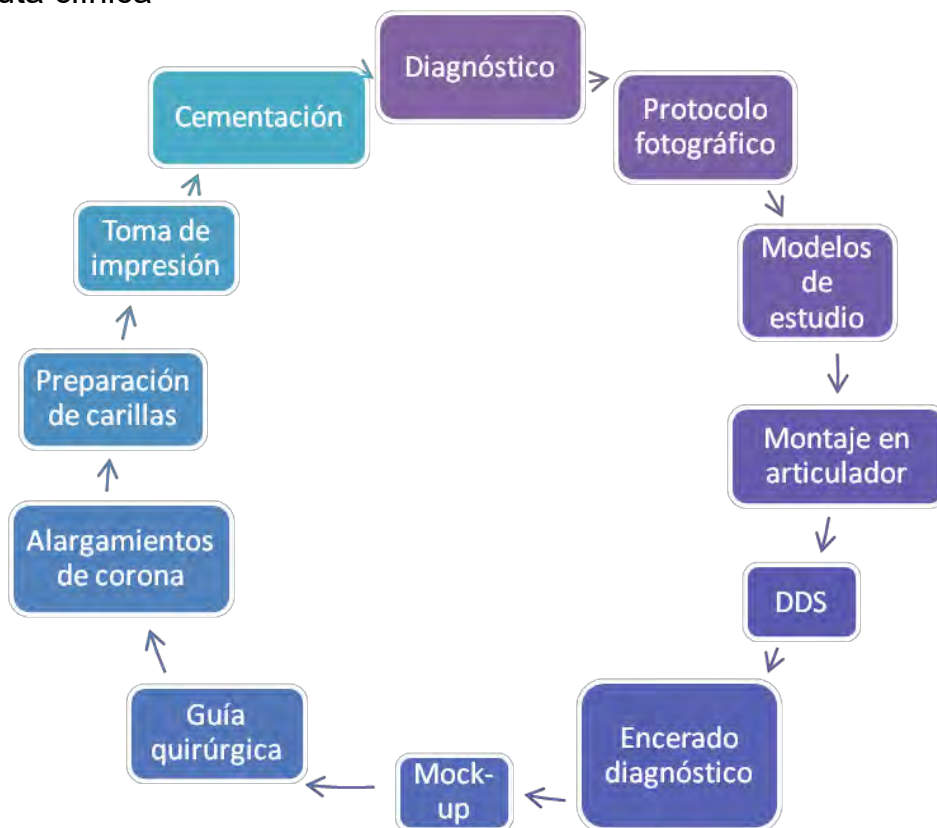 clínica
Diagnóstico
Protocolo
fotográfico
Modelos
de
estudio
Montaje en
articulador
DDS
Encerado
diagnóstico
Mock-
up
Guía
quirúrgica
Alargamientos
de corona
Preparación
de carillas
Toma de
impresión
Cementación